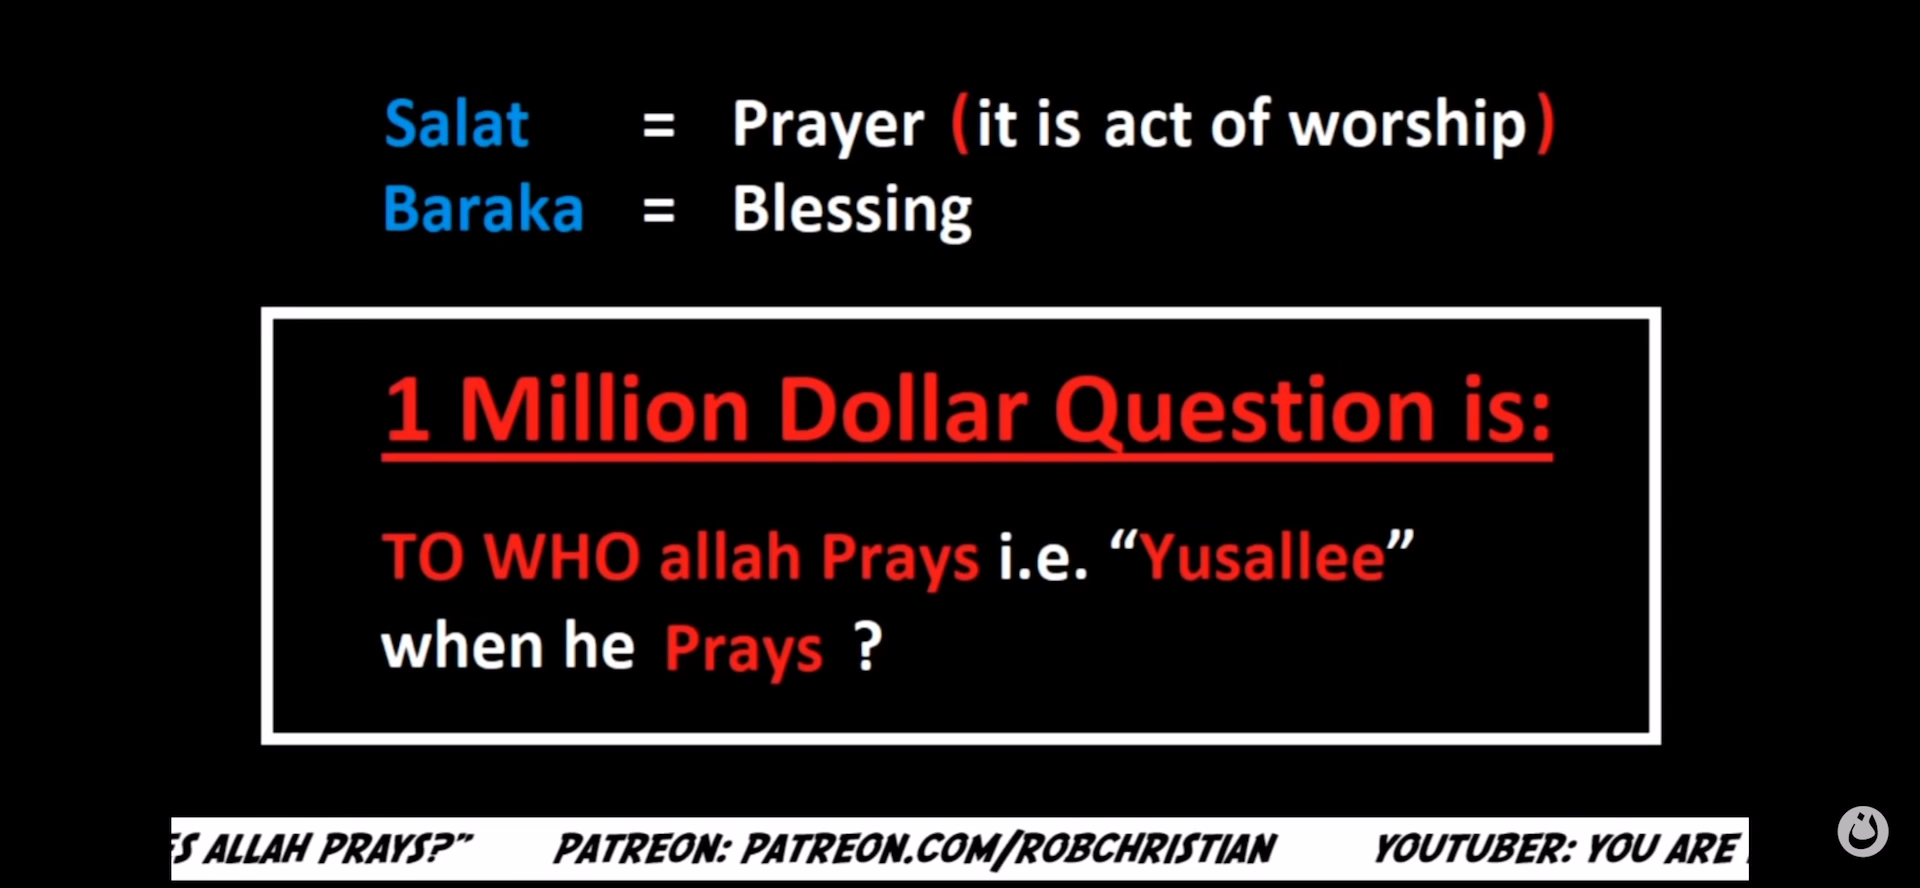 Salat = Prayer (it is act of worship)
Baraka = Blessing
1 Million Dollar Question is:
TO WHO allah Prays i.e. “Yusallee”
when he Prays ?
ES ALLAH PRAYS?” PATREON: PATREON.COM/ROBCHRISTIAN YOUTUBER: YOU ARE
ن